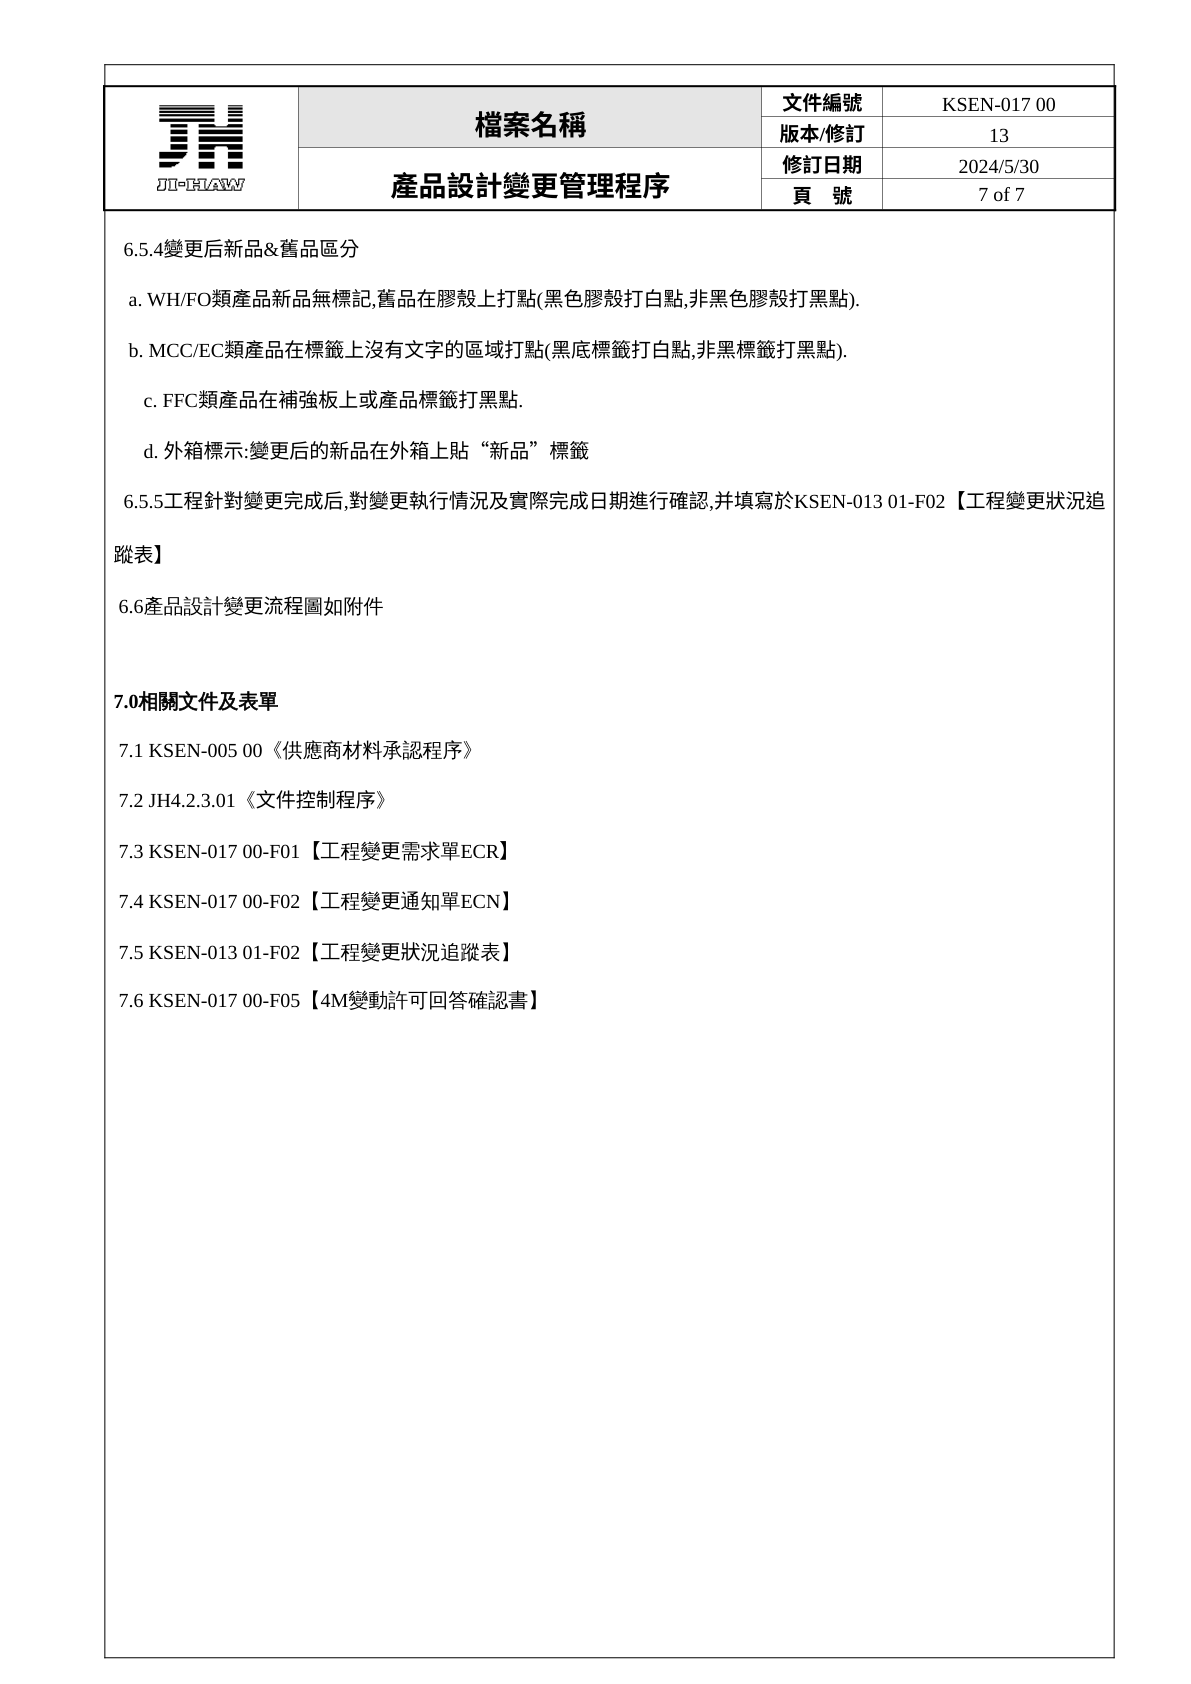 JI-HAW
檔案名稱
產品設計變更管理程序
文件編號 KSEN-017 00
版本/修訂 13
修訂日期 2024/5/30
頁　號 7 of 7
6.5.4變更后新品&舊品區分
a. WH/FO類產品新品無標記,舊品在膠殼上打點(黑色膠殼打白點,非黑色膠殼打黑點).
b. MCC/EC類產品在標籤上沒有文字的區域打點(黑底標籤打白點,非黑標籤打黑點).
c. FFC類產品在補強板上或產品標籤打黑點.
d. 外箱標示:變更后的新品在外箱上貼“新品”標籤
6.5.5工程針對變更完成后,對變更執行情況及實際完成日期進行確認,并填寫於KSEN-013 01-F02【工程變更狀況追
蹤表】
6.6產品設計變更流程圖如附件
7.0相關文件及表單
7.1 KSEN-005 00《供應商材料承認程序》
7.2 JH4.2.3.01《文件控制程序》
7.3 KSEN-017 00-F01【工程變更需求單ECR】
7.4 KSEN-017 00-F02【工程變更通知單ECN】
7.5 KSEN-013 01-F02【工程變更狀況追蹤表】
7.6 KSEN-017 00-F05【4M變動許可回答確認書】